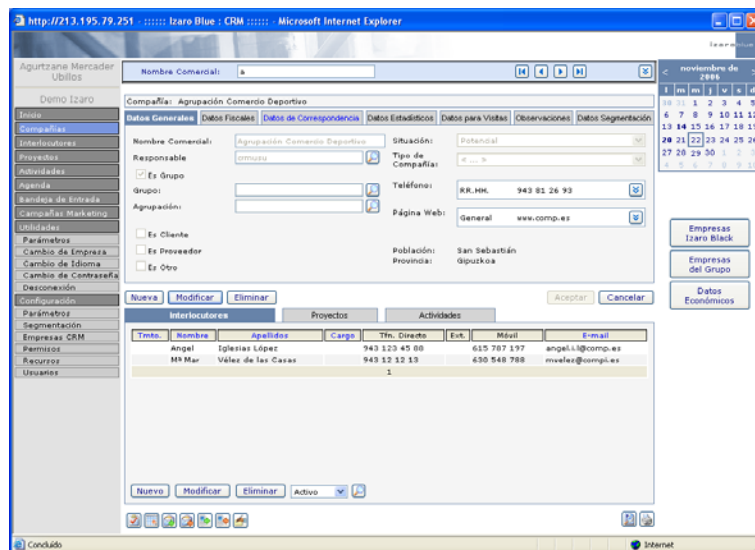 http://213.195.79.251 - :::::: Izaro Blue : CRM :::::: - Microsoft Internet Explorer
Agurtzane Mercader
Ubillos
Demo Izaro
Inicio
Compañías
Interlocutores
Proyectos
Actividades
Agenda
Bandeja de Entrada
Campañas Marketing
Utilidades
Parámetros
Cambio de Empresa
Cambio de Idioma
Cambio de Contraseña
Desconexión
Configuración
Parámetros
Segmentación
Empresas CRM
Permisos
Recursos
Usuarios
Nombre Comercial: a
Compañía: Agrupación Comercio Deportivo
Datos Generales Datos Fiscales Datos de Correspondencia Datos Estadísticos Datos para Visitas Observaciones Datos Segmentación
Nombre Comercial: Agrupación Comercio Deportivo Situación: Potencial
Responsable crmusu Tipo de Compañía: < ... >
Es Grupo
Grupo: Teléfono: RR.HH. 943 81 26 93
Agrupación: Página Web: General www.comp.es
Es Cliente
Es Proveedor Población: San Sebastián
Es Otro Provincia: Gipuzkoa
Nueva Modificar Eliminar Aceptar Cancelar
Interlocutores Proyectos Actividades
Tmto. Nombre Apellidos Cargo Tfn. Directo Ext. Móvil E-mail
Angel Iglesias López 943 123 45 88 615 787 197 angel.i.l@comp.es
Mª Mar Vélez de las Casas 943 12 12 13 630 548 788 mvelez@compi.es
1
Nuevo Modificar Eliminar Activo
noviembre de
2006
l m m j v s d
30 31 1 2 3 4 5
6 7 8 9 10 11 12
13 14 15 16 17 18 19
20 21 22 23 24 25 26
27 28 29 30 1 2 3
4 5 6 7 8 9 10
Empresas
Izaro Black
Empresas
del Grupo
Datos
Económicos
Concluido Internet